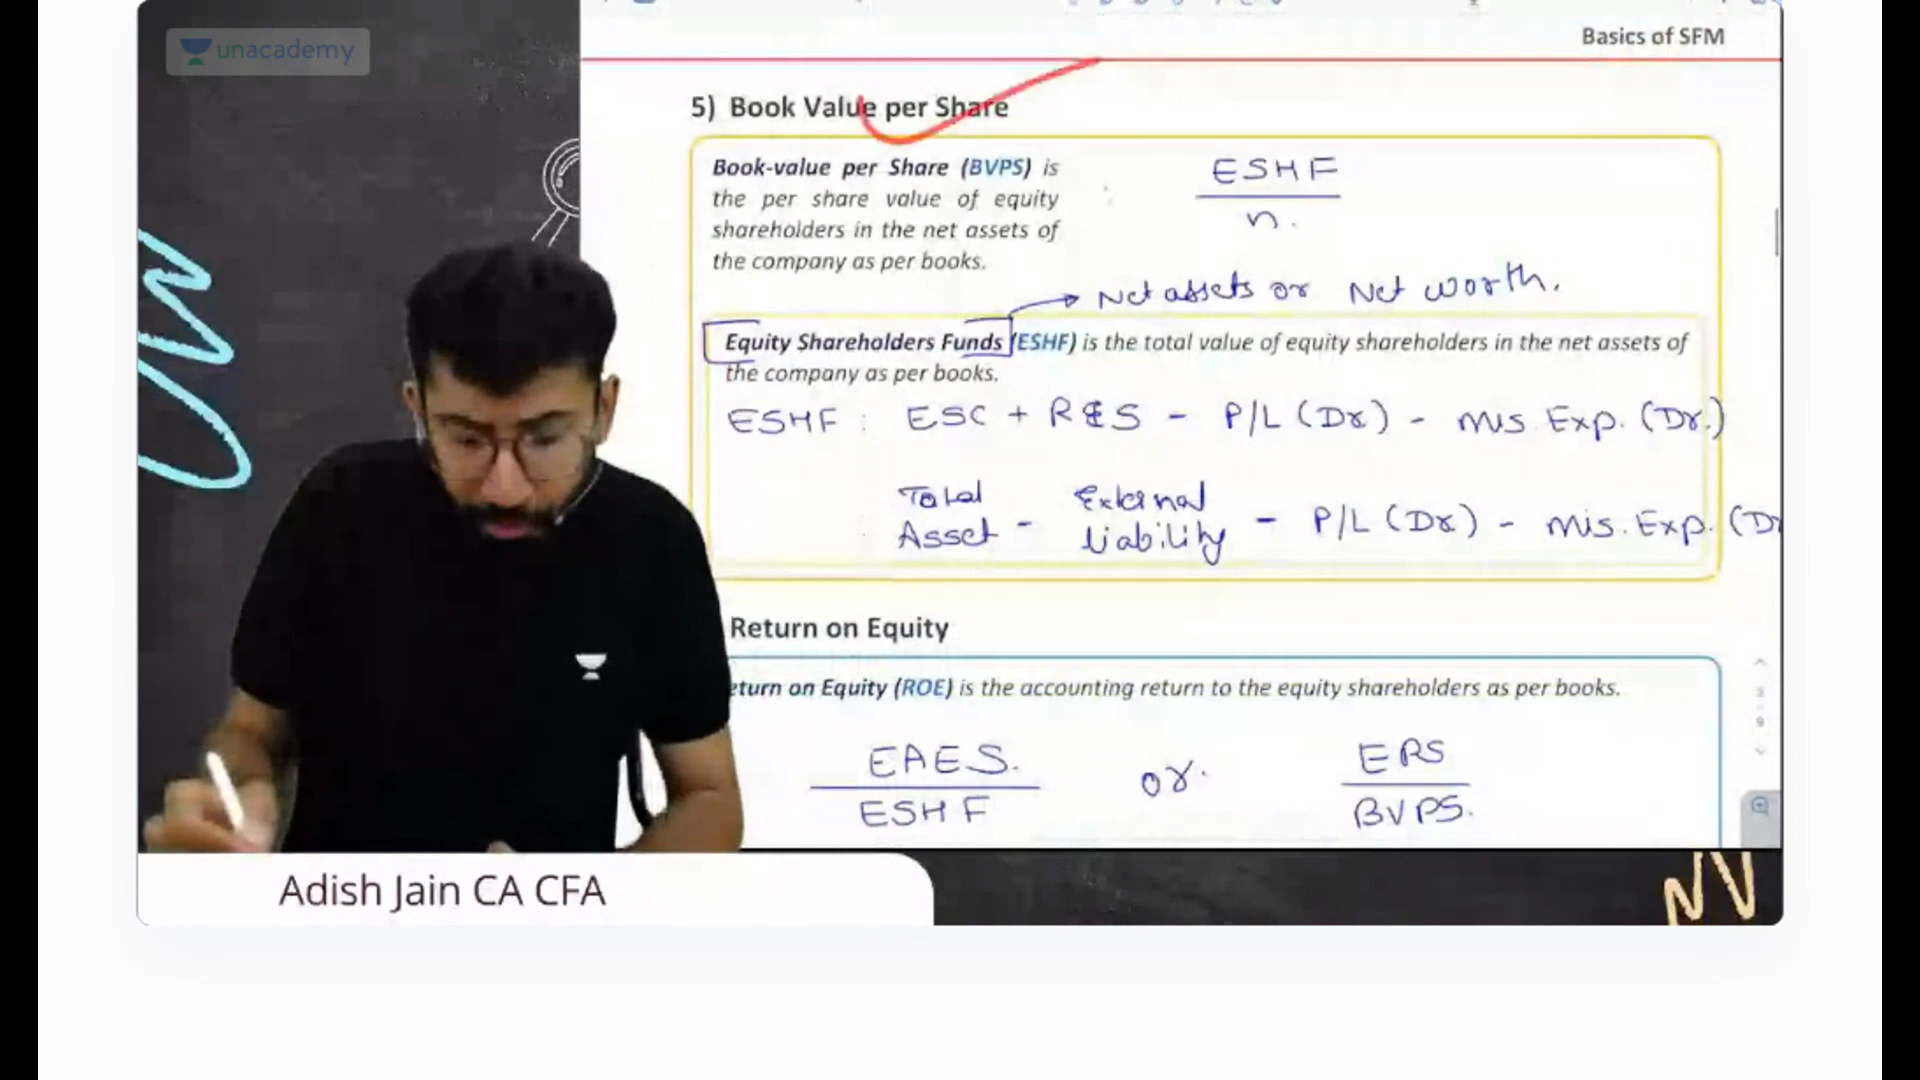 unacademy
Basics of SFM
5) Book Value per Share
Book-value per Share (BVPS) is
the per share value of equity
shareholders in the net assets of
the company as per books.
ESHF
n.
Net assets or Net worth.
Equity Shareholders Funds (ESHF) is the total value of equity shareholders in the net assets of
the company as per books.
ESHF : ESC + R&S - P/L (Dr) - Mis. Exp. (Dr.)
: Total Asset - External Liability - P/L (Dr) - Mis. Exp. (Dr
Return on Equity
eturn on Equity (ROE) is the accounting return to the equity shareholders as per books.
EAES. or. EPS
ESHF BVPS.
Adish Jain CA CFA